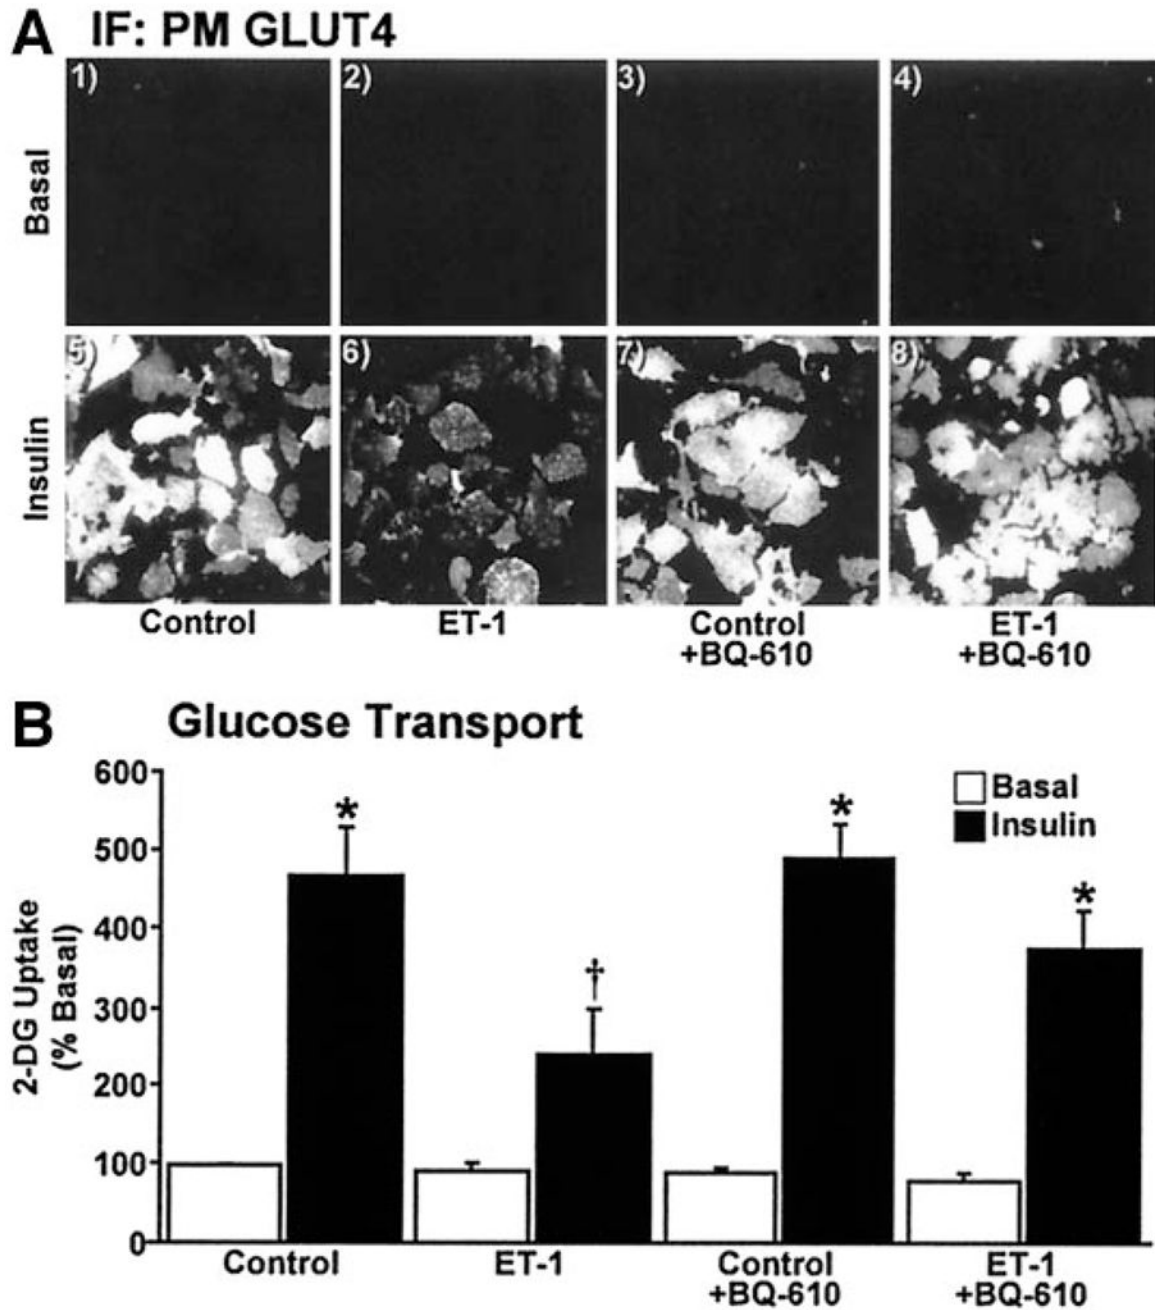 A IF: PM GLUT4
1) 2) 3) 4)
Basal
5) 6) 7) 8)
Insulin
Control ET-1 Control +BQ-610 ET-1 +BQ-610
B Glucose Transport
2-DG Uptake
(% Basal)
600
500
400
300
200
100
0
* † * *
Basal
Insulin
Control ET-1 Control +BQ-610 ET-1 +BQ-610